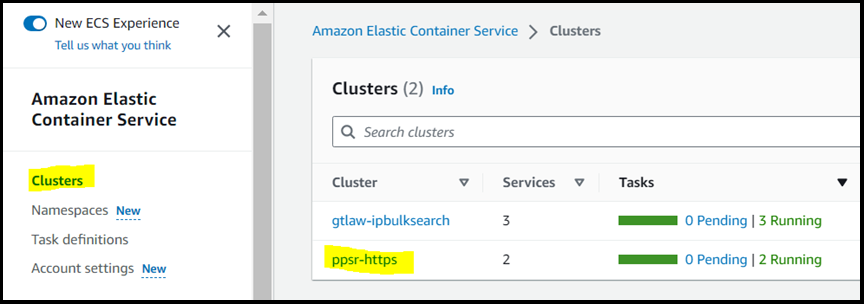 New ECS Experience
Tell us what you think
Amazon Elastic
Container Service
Clusters
Namespaces New
Task definitions
Account settings New
Amazon Elastic Container Service > Clusters
Clusters (2) Info
Search clusters
Cluster Services Tasks
gtlaw-ipbulksearch 3 0 Pending | 3 Running
ppsr-https 2 0 Pending | 2 Running